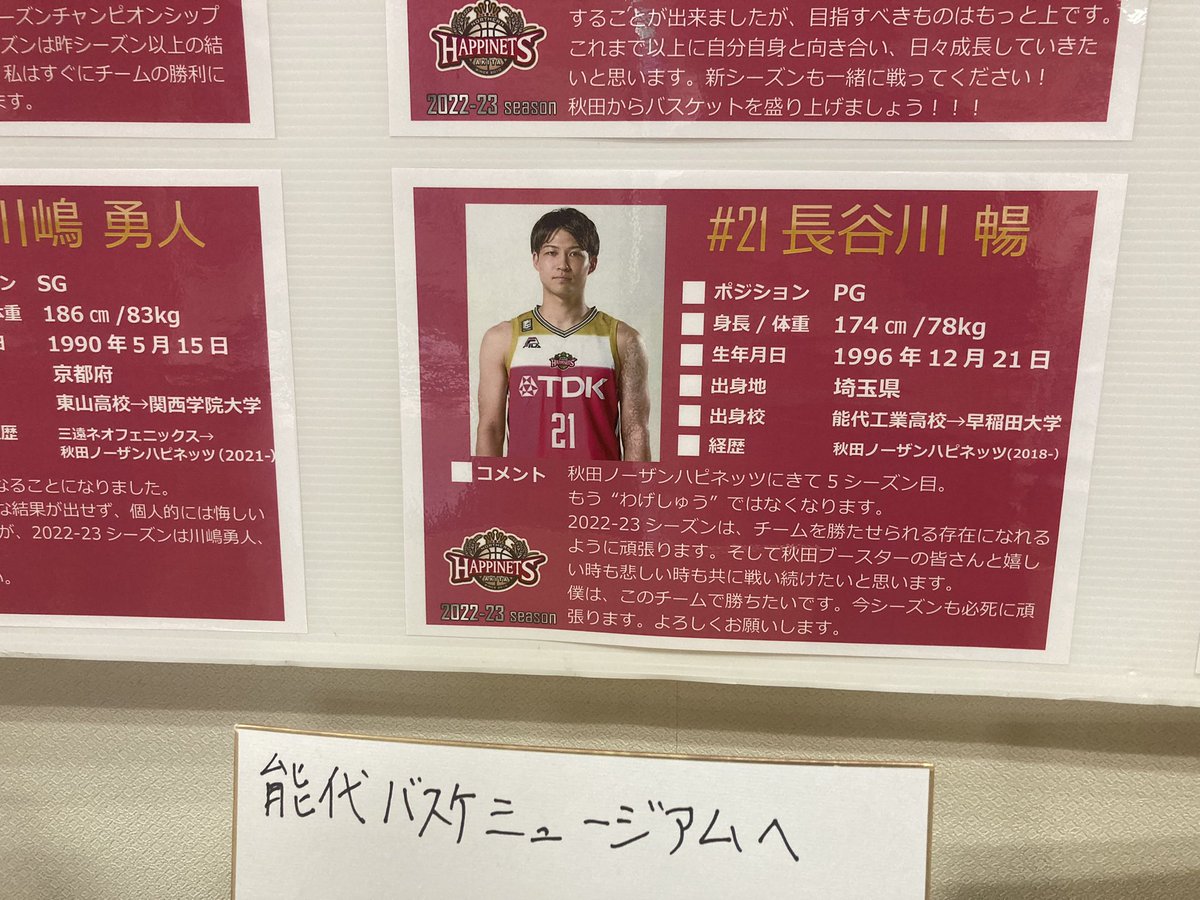 ーズンチャンピオンシップ
ズンは昨シーズン以上の結
私はすぐにチームの勝利に
ます。
HAPPINETS
AKITA
2022-23 season
することが出来ましたが、目指すべきものはもっと上です。
これまで以上に自分自身と向き合い、日々成長していきた
いと思います。新シーズンも一緒に戦ってください！
秋田からバスケットを盛り上げましょう！！！
川嶋 勇人
ン SG
体重 186 ㎝ /83kg
日 1990 年 5 月 15 日
京都府
東山高校→関西学院大学
歴 三遠ネオフェニックス→
秋田ノーザンハピネッツ (2021-)
なることになりました。
な結果が出せず、個人的には悔しい
が、2022-23 シーズンは川嶋勇人、
い。
#21 長谷川 暢
ポジション PG
身長 / 体重 174 ㎝ /78kg
生年月日 1996 年 12 月 21 日
出身地 埼玉県
出身校 能代工業高校→早稲田大学
経歴 秋田ノーザンハピネッツ(2018-)
HAPPINETS
TDK
21
コメント
秋田ノーザンハピネッツにきて 5 シーズン目。
もう “わげしゅう” ではなくなります。
2022-23 シーズンは、チームを勝たせられる存在になれる
ように頑張ります。そして秋田ブースターの皆さんと嬉し
い時も悲しい時も共に戦い続けたいと思います。
僕は、このチームで勝ちたいです。今シーズンも必死に頑
張ります。よろしくお願いします。
HAPPINETS
AKITA
2022-23 season
能代バスケミュージアムへ